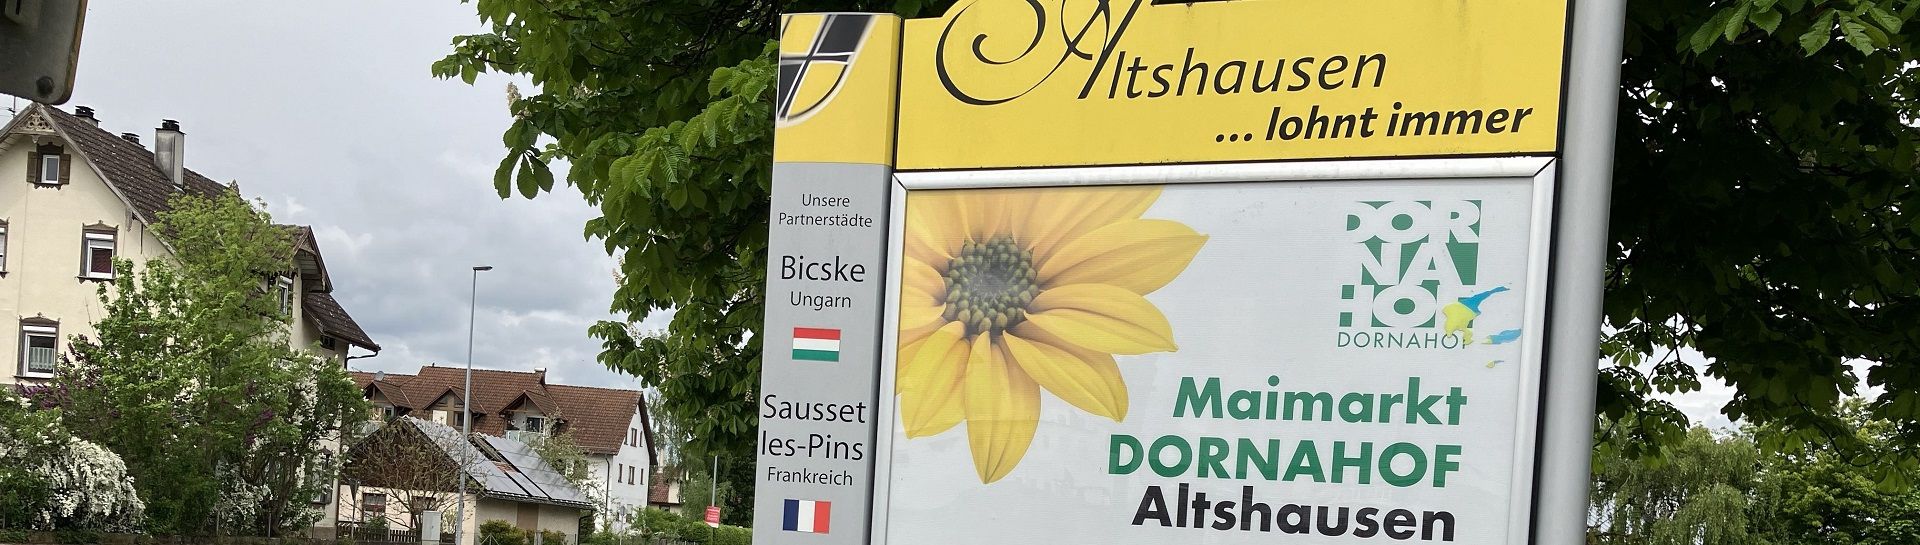 Altshausen
... lohnt immer
Unsere
Partnerstädte
Bicske
Ungarn
Sausset
les-Pins
Frankreich
DOR
NA
HOF
DORNAHOF
Maimarkt
DORNAHOF
Altshausen